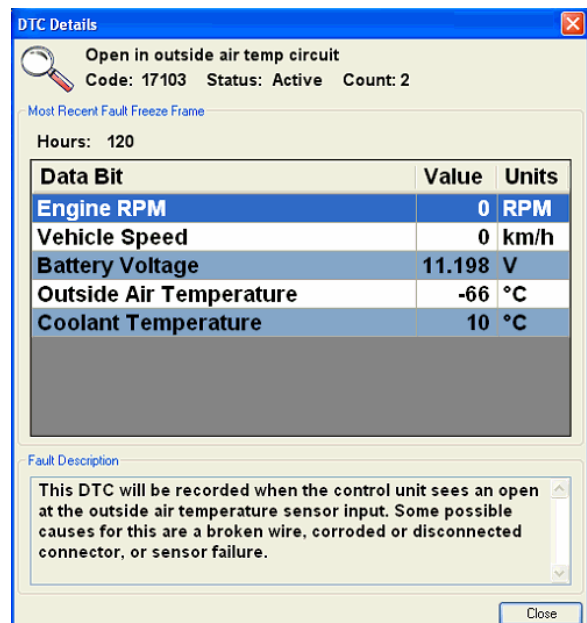 DTC Details
Open in outside air temp circuit
Code: 17103 Status: Active Count: 2
Most Recent Fault Freeze Frame
Hours: 120
Data Bit Value Units
Engine RPM 0 RPM
Vehicle Speed 0 km/h
Battery Voltage 11.198 V
Outside Air Temperature -66 °C
Coolant Temperature 10 °C
Fault Description
This DTC will be recorded when the control unit sees an open
at the outside air temperature sensor input. Some possible
causes for this are a broken wire, corroded or disconnected
connector, or sensor failure.
Close